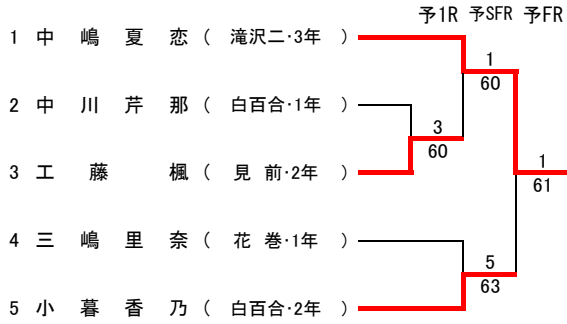 予1R 予SFR 予FR
1 中嶋夏恋 ( 滝沢二・3年 )
1
60
2 中川芹那 ( 白百合・1年 )
3
60
3 工藤楓 ( 見前・2年 )
1
61
4 三嶋里奈 ( 花巻・1年 )
5
63
5 小暮香乃 ( 白百合・2年 )